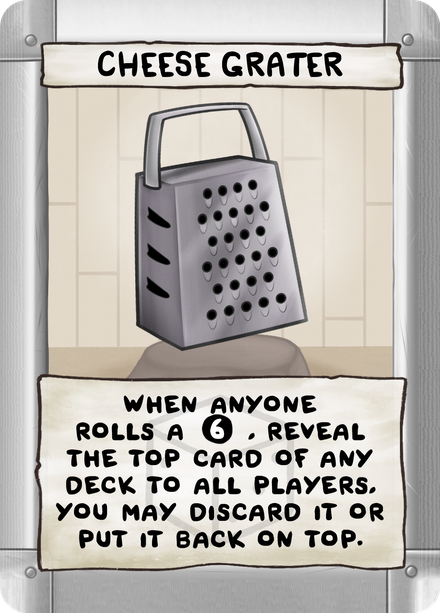 CHEESE GRATER
WHEN ANYONE
ROLLS A 6 , REVEAL
THE TOP CARD OF ANY
DECK TO ALL PLAYERS.
YOU MAY DISCARD IT OR
PUT IT BACK ON TOP.